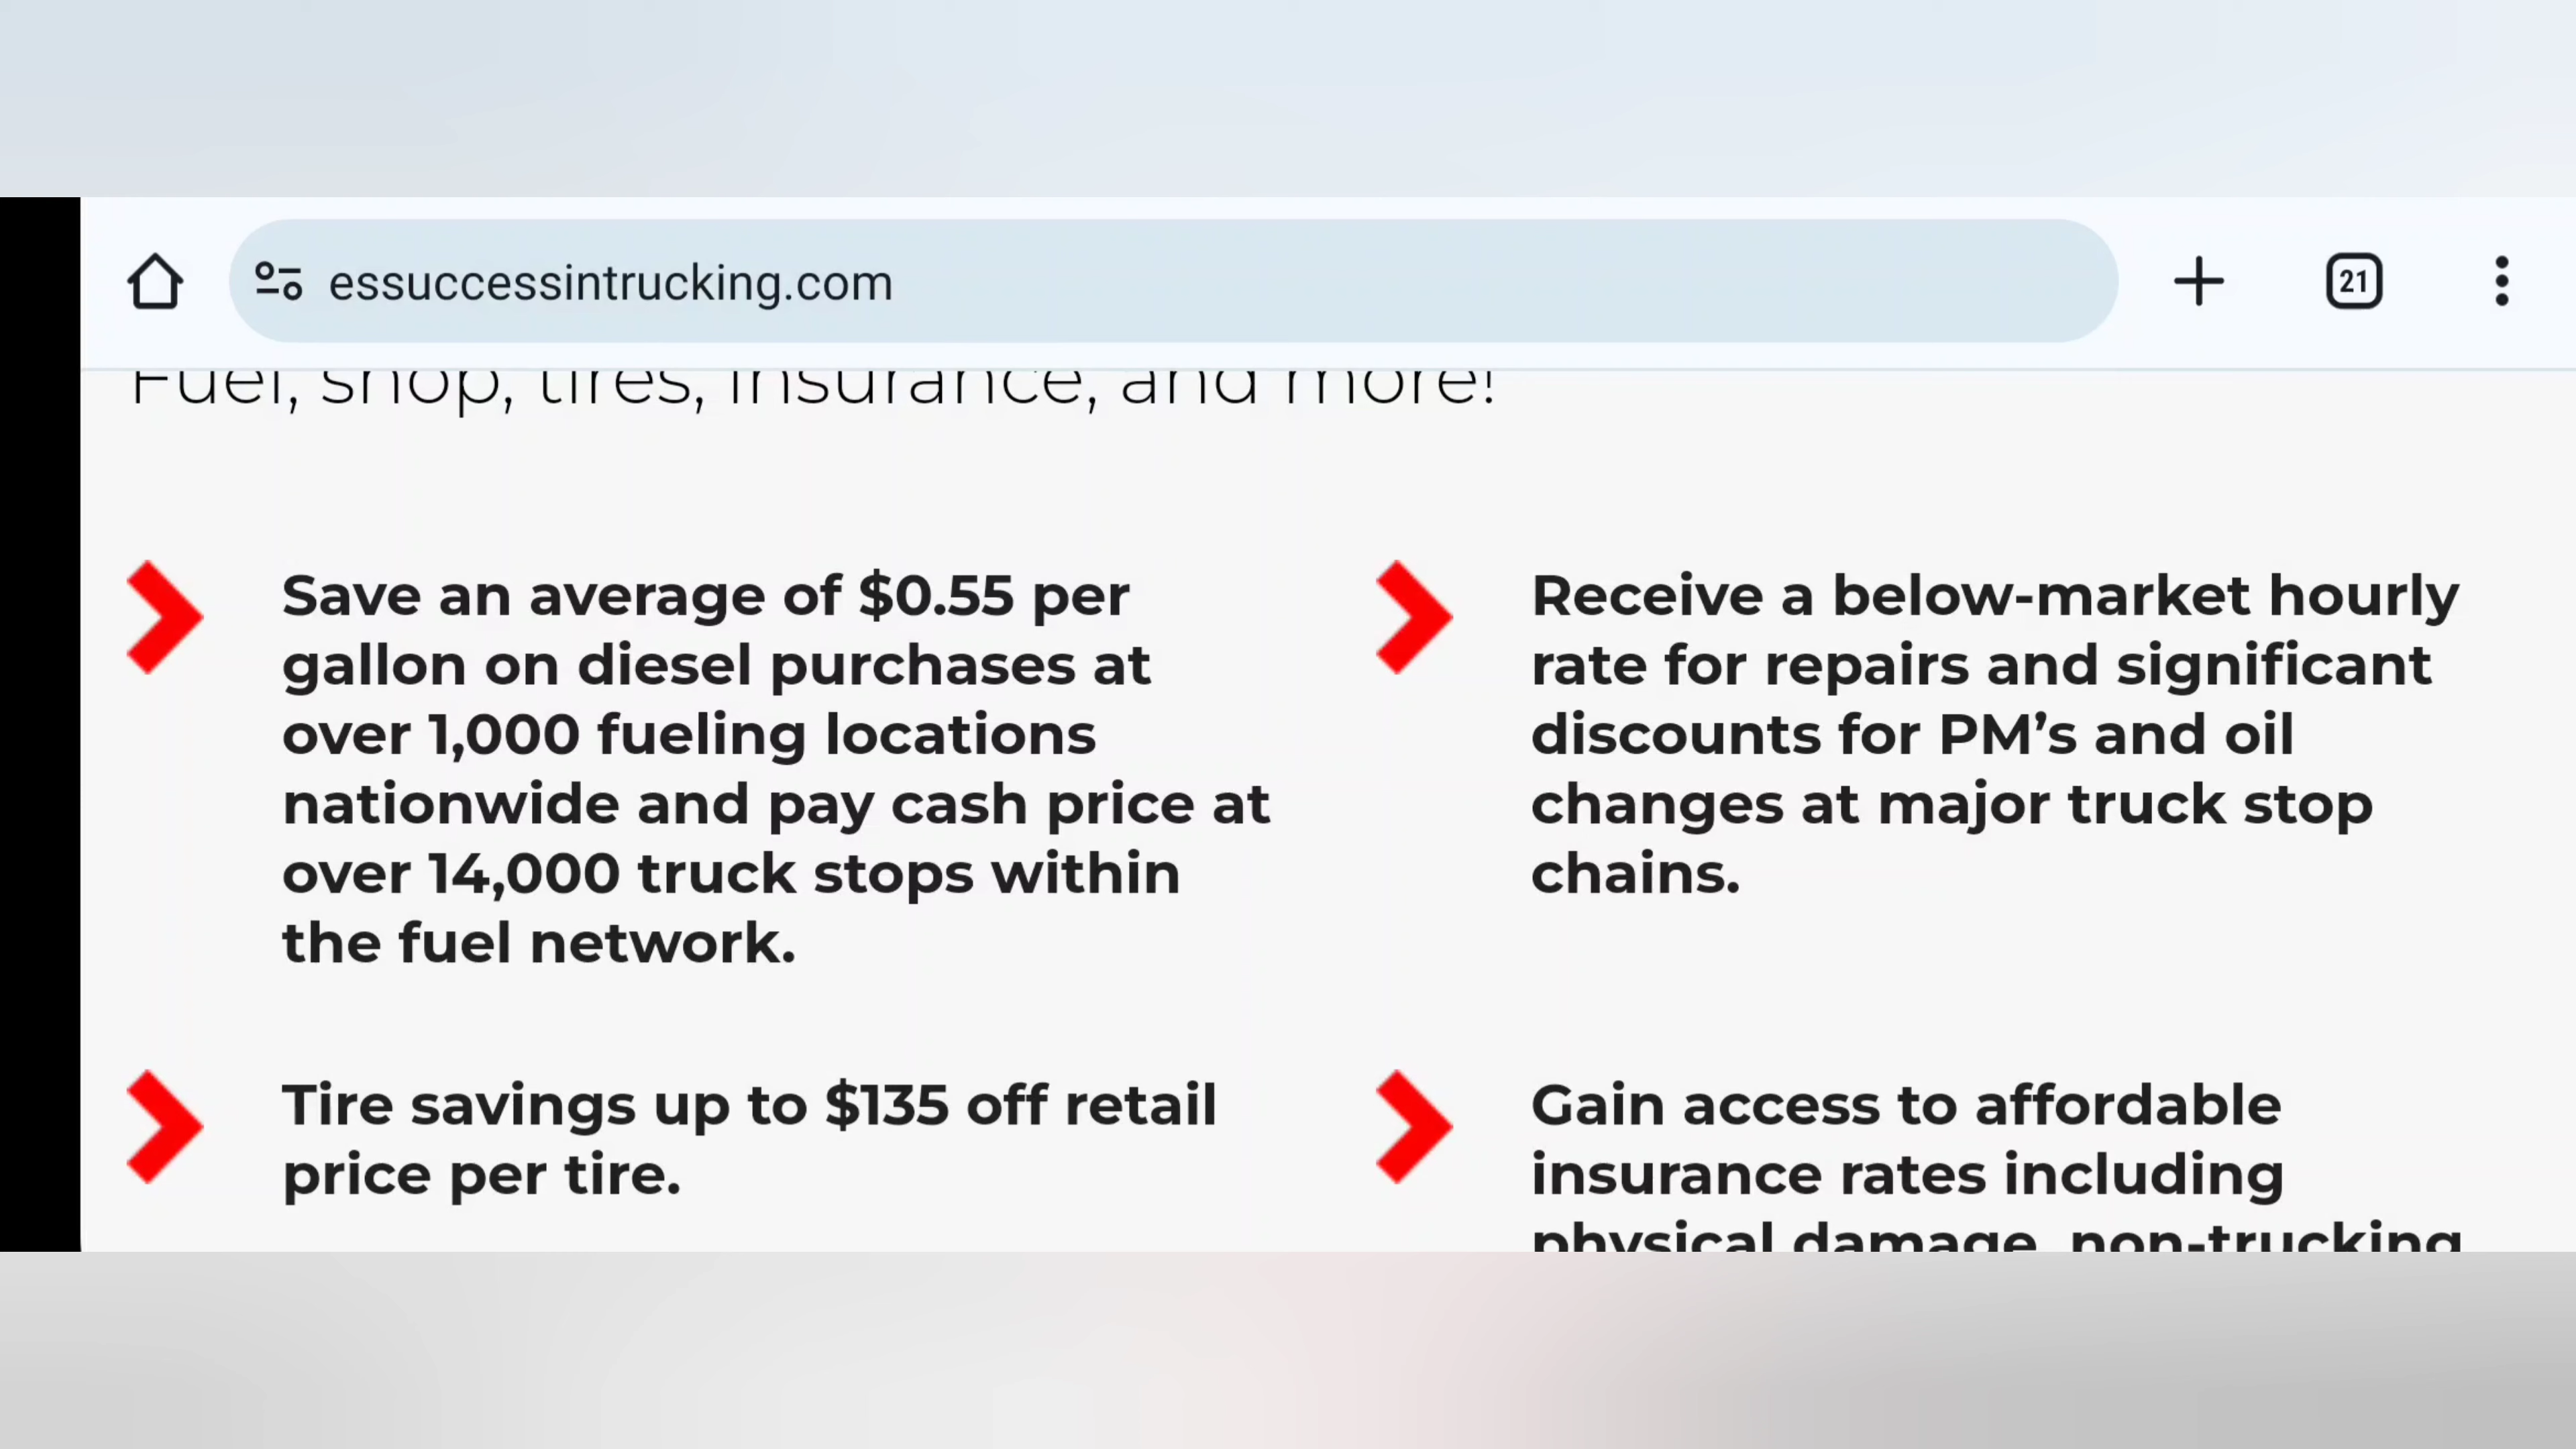 essuccessintrucking.com
21
Fuel, shop, tires, insurance, and more!
Save an average of $0.55 per
gallon on diesel purchases at
over 1,000 fueling locations
nationwide and pay cash price at
over 14,000 truck stops within
the fuel network.
Receive a below-market hourly
rate for repairs and significant
discounts for PM’s and oil
changes at major truck stop
chains.
Tire savings up to $135 off retail
price per tire.
Gain access to affordable
insurance rates including
physical damage, non-trucking